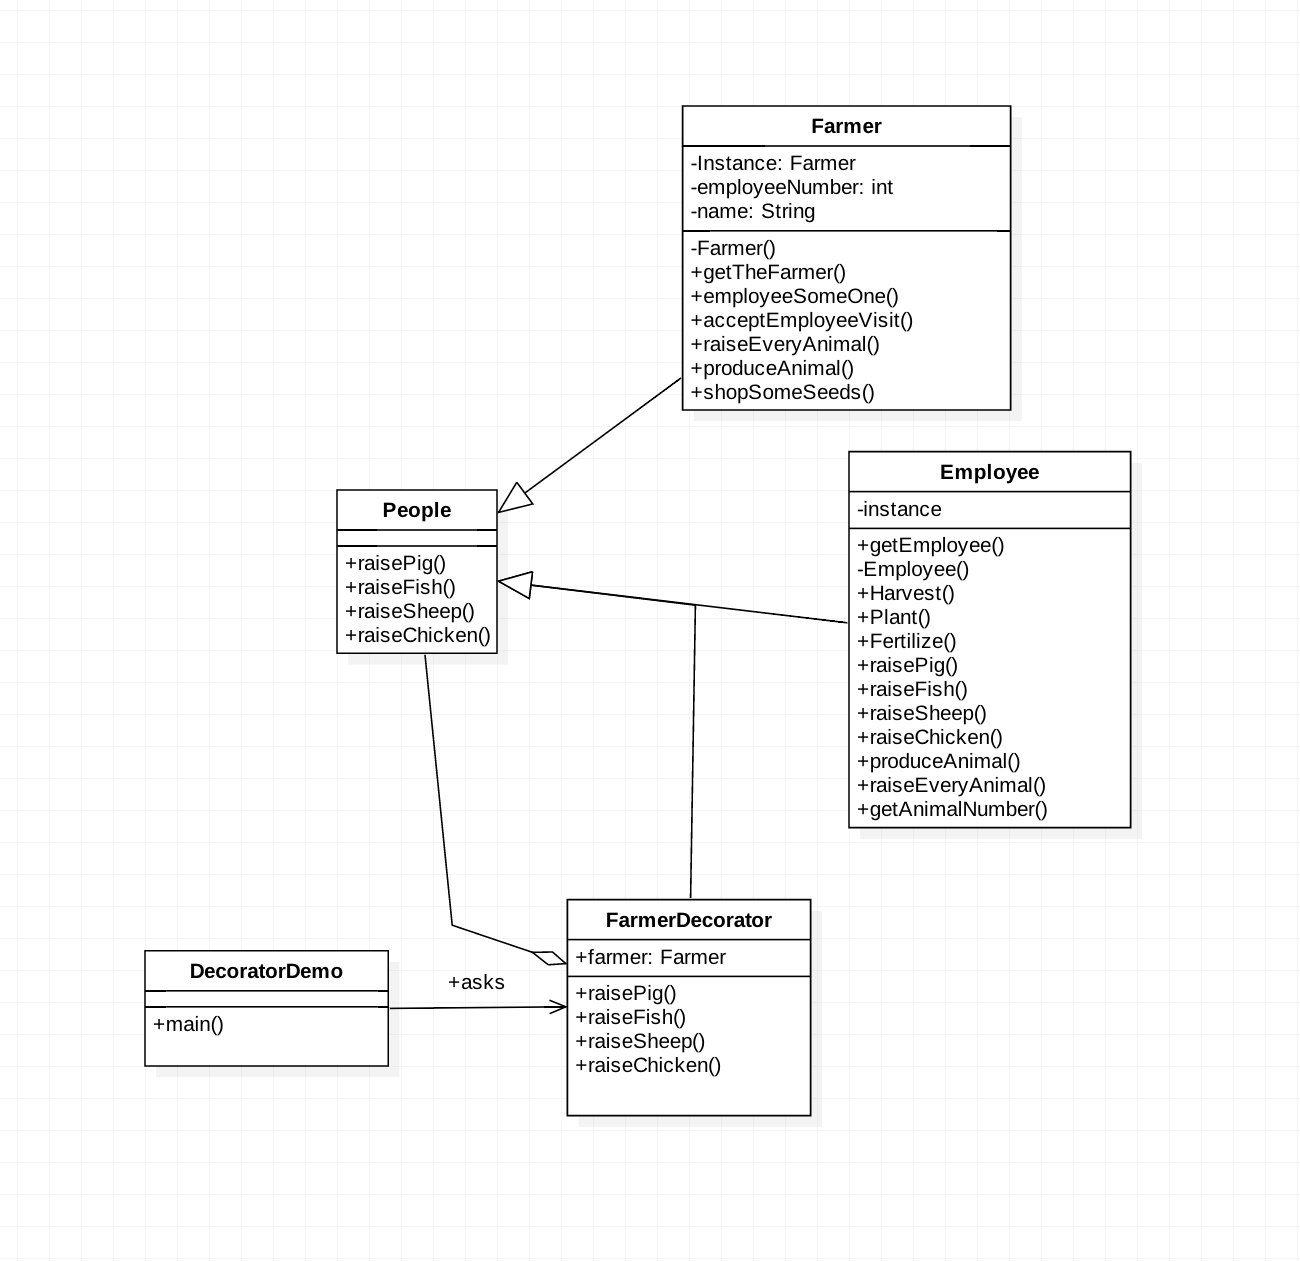 Farmer
-Instance: Farmer
-employeeNumber: int
-name: String
-Farmer()
+getTheFarmer()
+employeeSomeOne()
+acceptEmployeeVisit()
+raiseEveryAnimal()
+produceAnimal()
+shopSomeSeeds()
People
+raisePig()
+raiseFish()
+raiseSheep()
+raiseChicken()
Employee
-instance
+getEmployee()
-Employee()
+Harvest()
+Plant()
+Fertilize()
+raisePig()
+raiseFish()
+raiseSheep()
+raiseChicken()
+produceAnimal()
+raiseEveryAnimal()
+getAnimalNumber()
DecoratorDemo
+main()
+asks
FarmerDecorator
+farmer: Farmer
+raisePig()
+raiseFish()
+raiseSheep()
+raiseChicken()